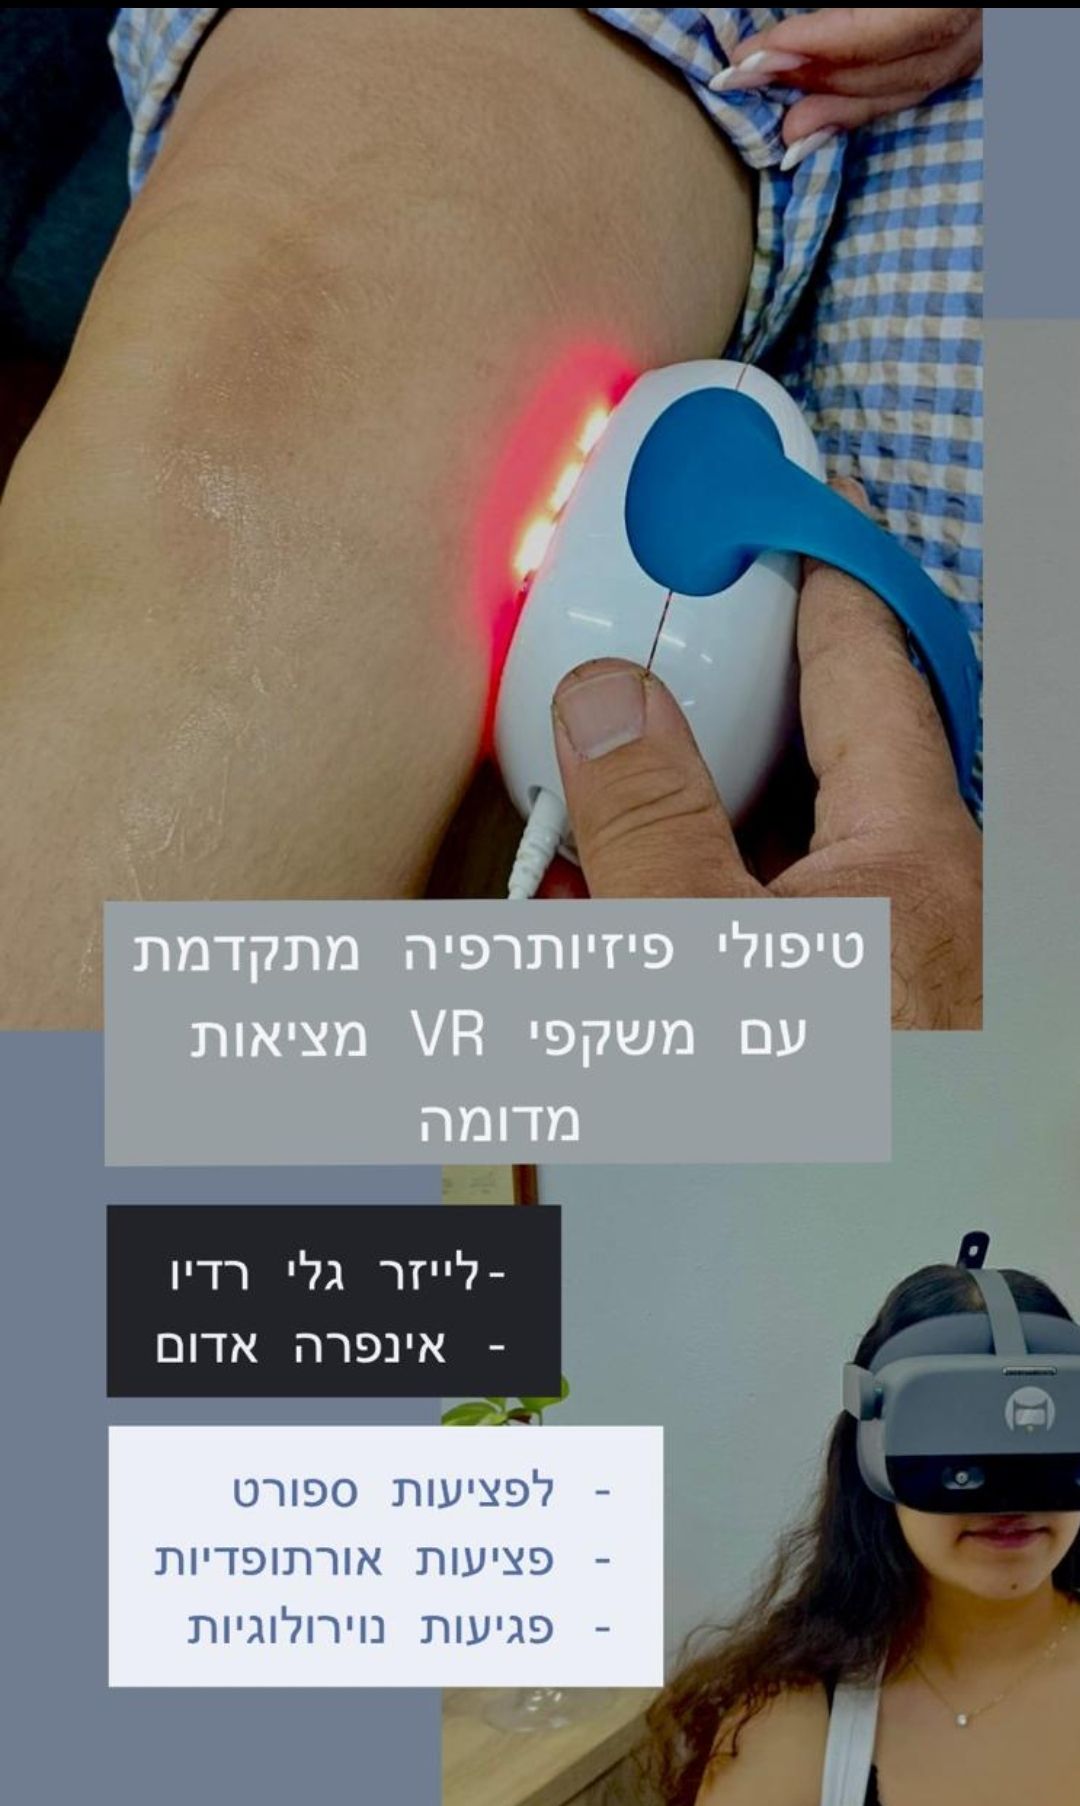 טיפולי פיזיותרפיה מתקדמת
עם משקפי VR מציאות
מדומה
-לייזר גלי רדיו
- אינפרה אדום
- לפציעות ספורט
- פציעות אורתופדיות
- פגיעות נוירולוגיות